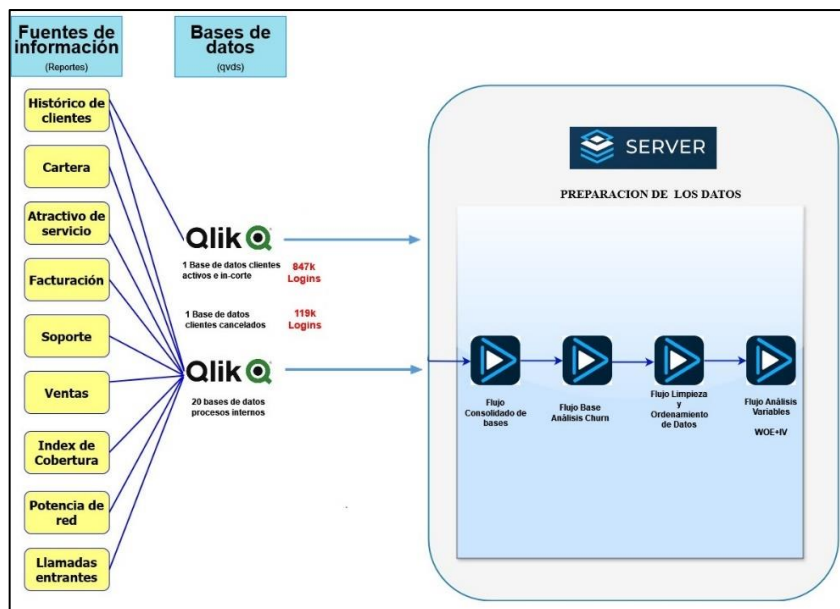 Fuentes de
información
(Reportes)
Bases de
datos
(qvds)
Histórico de
clientes
Cartera
Atractivo de
servicio
Facturación
Soporte
Ventas
Index de
Cobertura
Potencia de
red
Llamadas
entrantes
Qlik
1 Base de datos clientes
activos e in-corte
847k
Logins
1 Base de datos
clientes cancelados
119k
Logins
Qlik
20 bases de datos
procesos internos
SERVER
PREPARACION DE LOS DATOS
Flujo
Consolidado de
bases
Flujo Base
Análisis Churn
Flujo Limpieza
y
Ordenamiento
de Datos
Flujo Análisis
Variables
WOE+IV